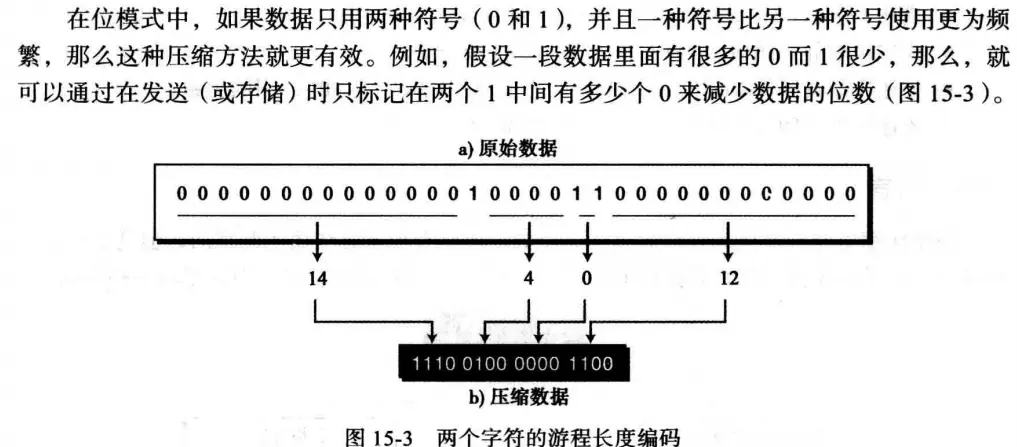 在位模式中，如果数据只用两种符号（0和1），并且一种符号比另一种符号使用更为频
繁，那么这种压缩方法就更有效。例如，假设一段数据里面有很多的0而1很少，那么，就
可以通过在发送（或存储）时只标记在两个1中间有多少个0来减少数据的位数（图15-3）。
a) 原始数据
0 0 0 0 0 0 0 0 0 0 0 0 0 0 1 0 0 0 0 1 1 0 0 0 0 0 0 0 C 0 0 0 0
14 4 0 12
1110 0100 0000 1100
b) 压缩数据
图 15-3 两个字符的游程长度编码